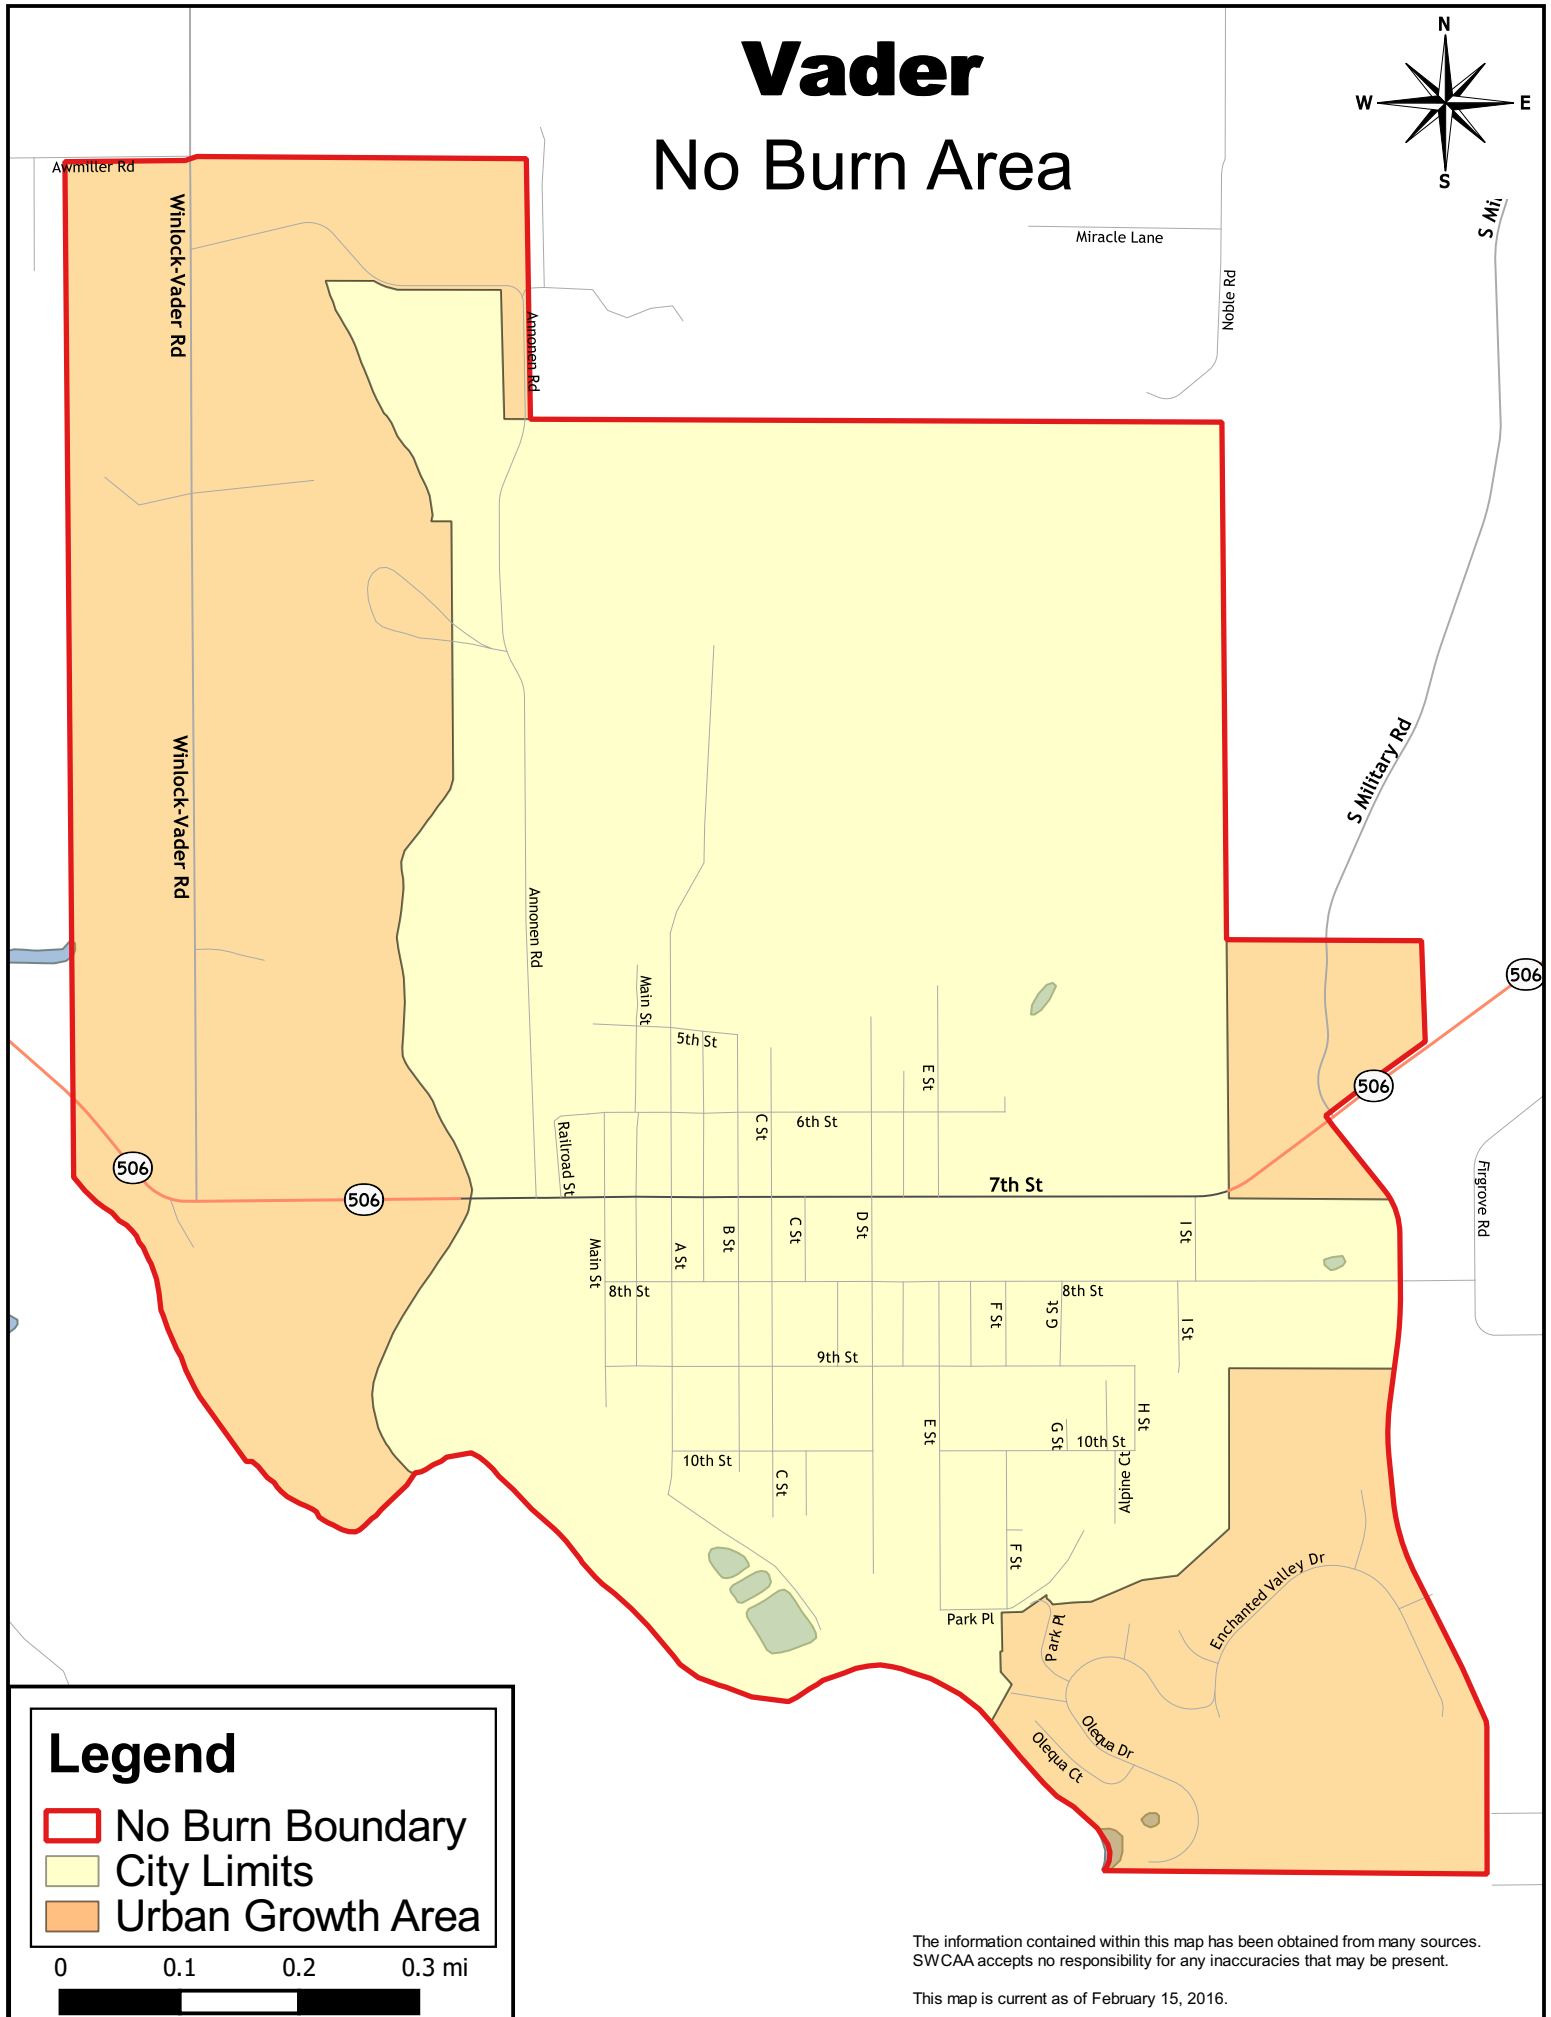 Vader
No Burn Area
N
W
E
S
Awmiller Rd
Winlock-Vader Rd
S Mil
Miracle Lane
Noble Rd
Annonen Rd
S Military Rd
Winlock-Vader Rd
Annonen Rd
506
Main St
5th St
E St
506
C St
6th St
Railroad St
506
506
7th St
Firgrove Rd
Main St
A St
B St
C St
D St
I St
8th St
8th St
F St
G St
I St
9th St
E St
G St
H St
10th St
10th St
C St
Alpine Ct
F St
Enchanted Valley Dr
Park Pl
Park Pl
Olequa Dr
Olequa Ct
Legend
No Burn Boundary
City Limits
Urban Growth Area
0 0.1 0.2 0.3 mi
The information contained within this map has been obtained from many sources.
SWCAA accepts no responsibility for any inaccuracies that may be present.
This map is current as of February 15, 2016.